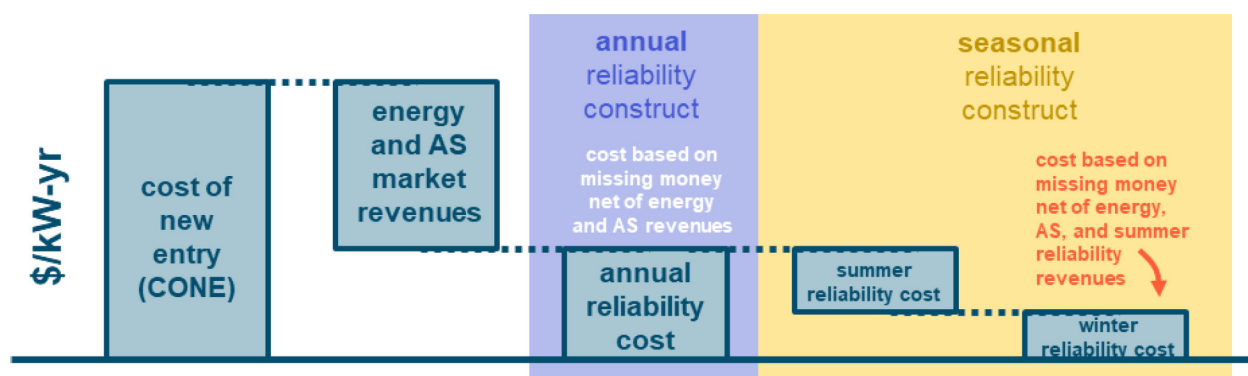 $/kW-yr
cost of
new
entry
(CONE)
energy
and AS
market
revenues
annual
reliability
construct
cost based on
missing money
net of energy
and AS revenues
annual
reliability
cost
seasonal
reliability
construct
summer
reliability cost
cost based on
missing money
net of energy,
AS, and summer
reliability
revenues
winter
reliability cost